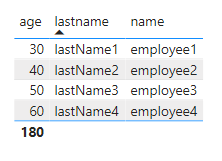 age lastname name
30 lastName1 employee1
40 lastName2 employee2
50 lastName3 employee3
60 lastName4 employee4
180